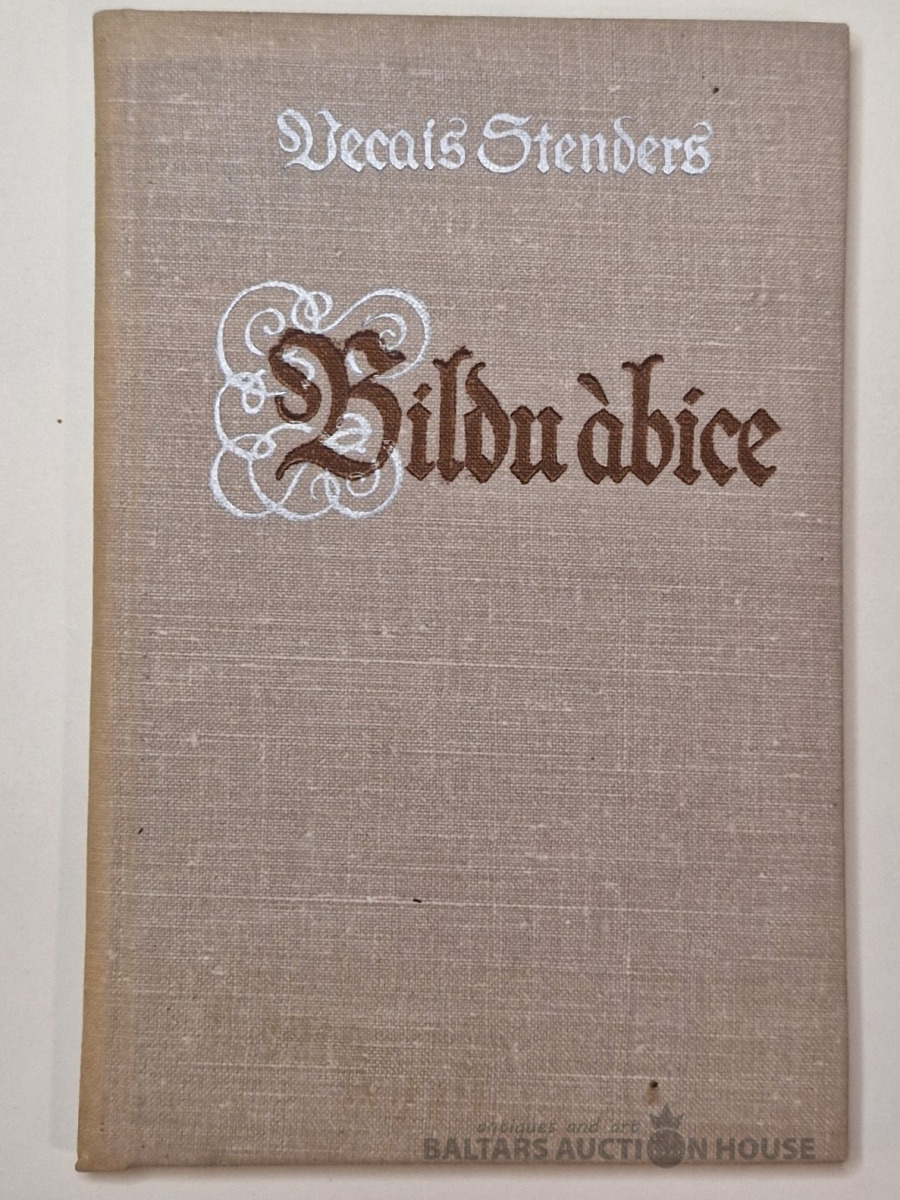 Vecais Stenders
Bildu àbice
antiques and art
BALTARS AUCTION HOUSE